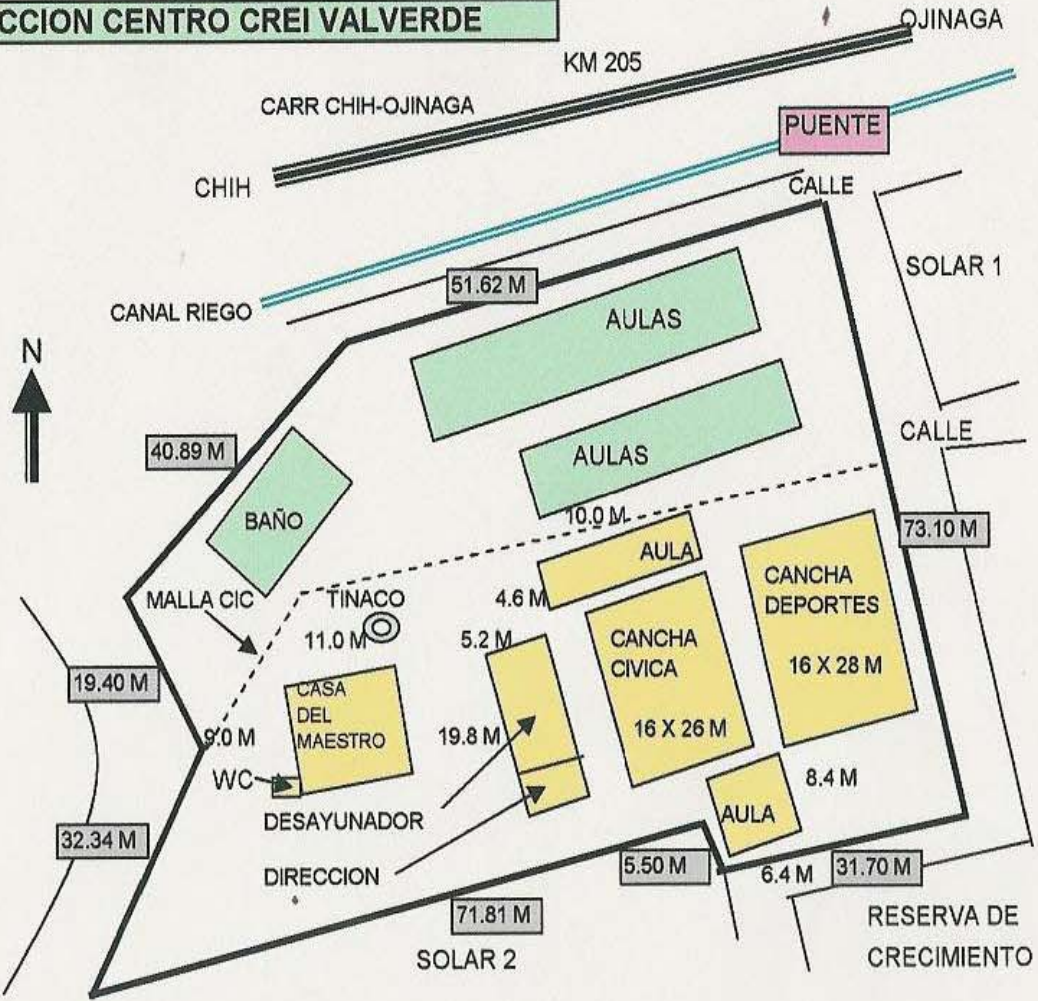 CCION CENTRO CREI VALVERDE
OJINAGA
KM 205
CARR CHIH-OJINAGA
PUENTE
CHIH
CALLE
SOLAR 1
51.62 M
CANAL RIEGO
AULAS
N
CALLE
40.89 M
AULAS
BAÑO
10.0 M
73.10 M
AULA
CANCHA
DEPORTES
16 X 28 M
MALLA CIC
TINACO
4.6 M
11.0 M
5.2 M
CANCHA
CIVICA
16 X 26 M
19.40 M
CASA
DEL
MAESTRO
9.0 M
19.8 M
WC
8.4 M
DESAYUNADOR
AULA
32.34 M
DIRECCION
5.50 M
6.4 M
31.70 M
71.81 M
RESERVA DE
CRECIMIENTO
SOLAR 2